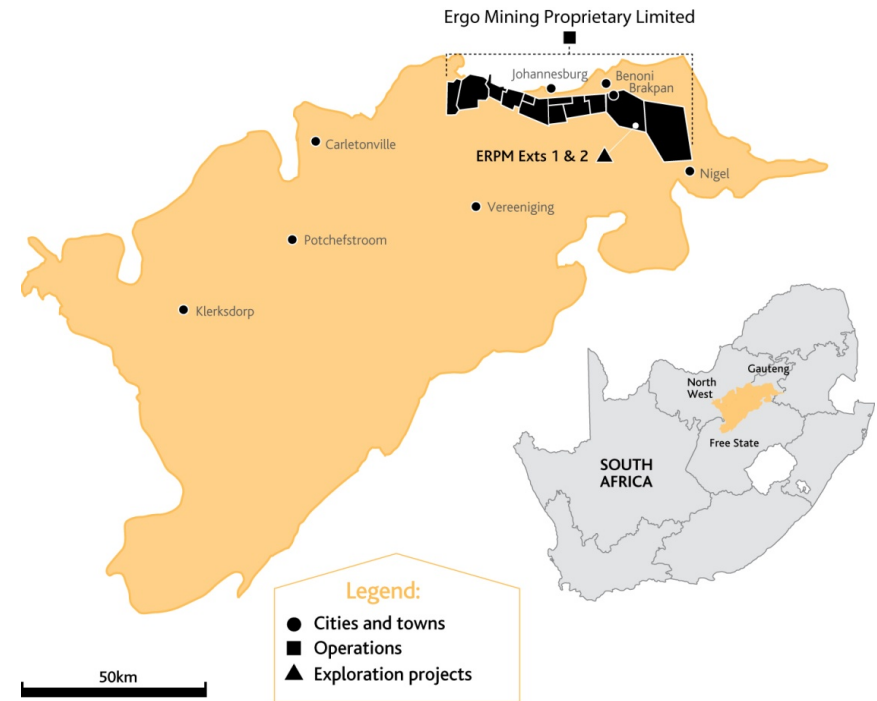 Ergo Mining Proprietary Limited
Johannesburg
Benoni
Brakpan
Carletonville
ERPM Exts 1 & 2
Nigel
Vereeniging
Potchefstroom
Klerksdorp
Gauteng
North
West
Free State
SOUTH
AFRICA
Legend:
Cities and towns
Operations
Exploration projects
50km